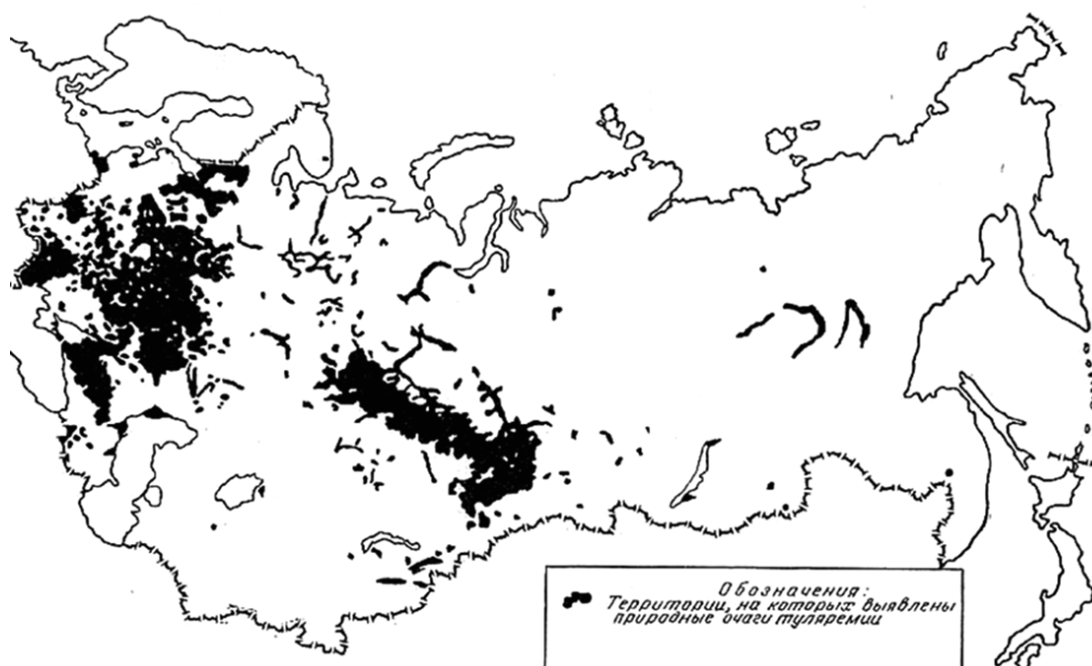 Обозначения:
Территории, на которых выявлены
природные очаги туляремии